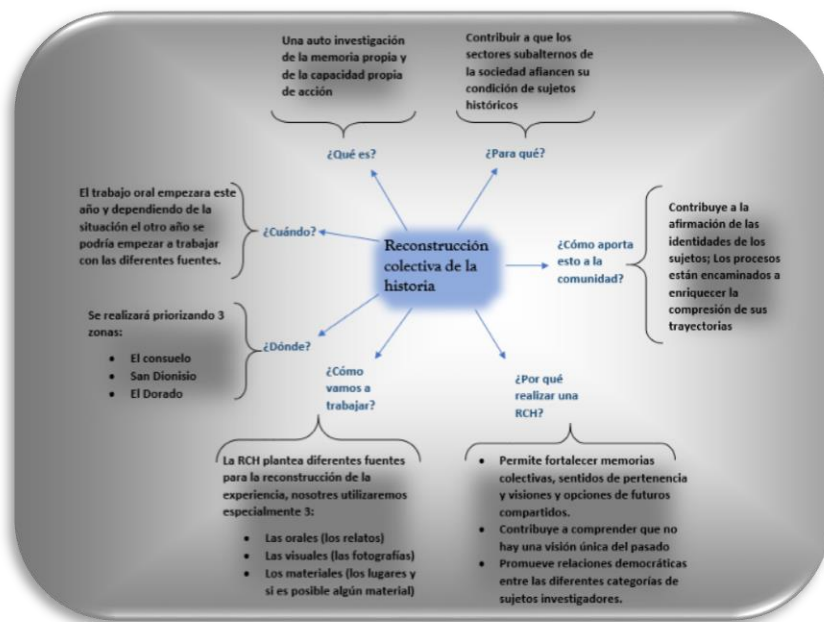 Una auto investigación
de la memoria propia y
de la capacidad propia
de acción
Contribuir a que los
sectores subalternos de
la sociedad afiancen su
condición de sujetos
históricos
¿Qué es?
¿Para qué?
El trabajo oral empezara este
año y dependiendo de la
situación el otro año se
podría empezar a trabajar
con las diferentes fuentes.
¿Cuándo?
Reconstrucción
colectiva de la
historia
¿Cómo aporta
esto a la
comunidad?
Contribuye a la
afirmación de las
identidades de los
sujetos; Los procesos
están encaminados a
enriquecer la
compresión de sus
trayectorias
Se realizará priorizando 3
zonas:
• El consuelo
• San Dionisio
• El Dorado
¿Dónde?
¿Cómo
vamos a
trabajar?
¿Por qué
realizar una
RCH?
La RCH plantea diferentes fuentes
para la reconstrucción de la
experiencia, nosotres utilizaremos
especialmente 3:
• Las orales (los relatos)
• Las visuales (las fotografías)
• Los materiales (los lugares y
si es posible algún material)
• Permite fortalecer memorias
colectivas, sentidos de pertenencia
y visiones y opciones de futuros
compartidos.
• Contribuye a comprender que no
hay una visión única del pasado
• Promueve relaciones democráticas
entre las diferentes categorías de
sujetos investigadores.